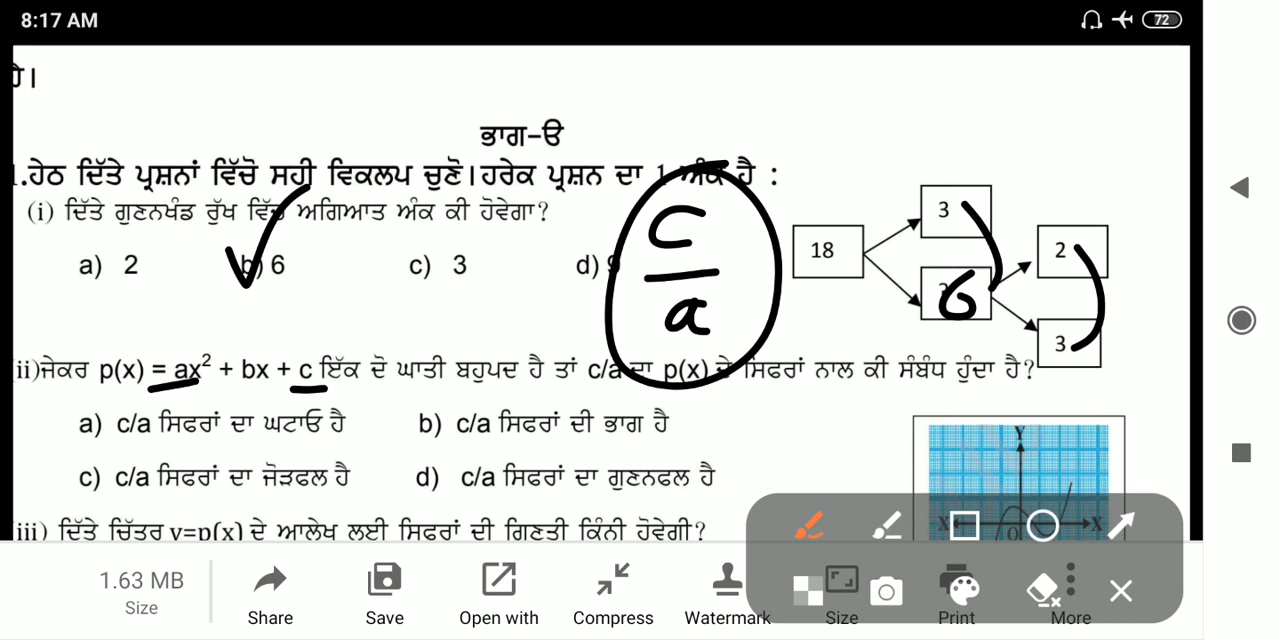 8:17 AM
72
ਹੈ।
ਭਾਗ–ੳ
1.ਹੇਠ ਦਿੱਤੇ ਪ੍ਰਸ਼ਨਾਂ ਵਿੱਚੋ ਸਹੀ ਵਿਕਲਪ ਚੁਣੋ।ਹਰੇਕ ਪ੍ਰਸ਼ਨ ਦਾ 1 ਅੰਕ ਹੈ :
(i) ਦਿੱਤੇ ਗੁਣਨਖੰਡ ਰੁੱਖ ਵਿੱਚ ਅਗਿਆਤ ਅੰਕ ਕੀ ਹੋਵੇਗਾ?
a) 2 b) 6 c) 3 d) 9
C
a
18
3
6
2
3
ii)ਜੇਕਰ p(x) = ax² + bx + c ਇੱਕ ਦੋ ਘਾਤੀ ਬਹੁਪਦ ਹੈ ਤਾਂ c/a ਦਾ p(x) ਦੇ ਸਿਫਰਾਂ ਨਾਲ ਕੀ ਸੰਬੰਧ ਹੁੰਦਾ ਹੈ?
a) c/a ਸਿਫਰਾਂ ਦਾ ਘਟਾਓ ਹੈ b) c/a ਸਿਫਰਾਂ ਦੀ ਭਾਗ ਹੈ
c) c/a ਸਿਫਰਾਂ ਦਾ ਜੋੜਫਲ ਹੈ d) c/a ਸਿਫਰਾਂ ਦਾ ਗੁਣਨਫਲ ਹੈ
iii) ਦਿੱਤੇ ਚਿੱਤਰ y=p(x) ਦੇ ਆਲੇਖ ਲਈ ਸਿਫਰਾਂ ਦੀ ਗਿਣਤੀ ਕਿੰਨੀ ਹੋਵੇਗੀ?
Y
X O X
1.63 MB
Size
Share Save Open with Compress Watermark Size Print More